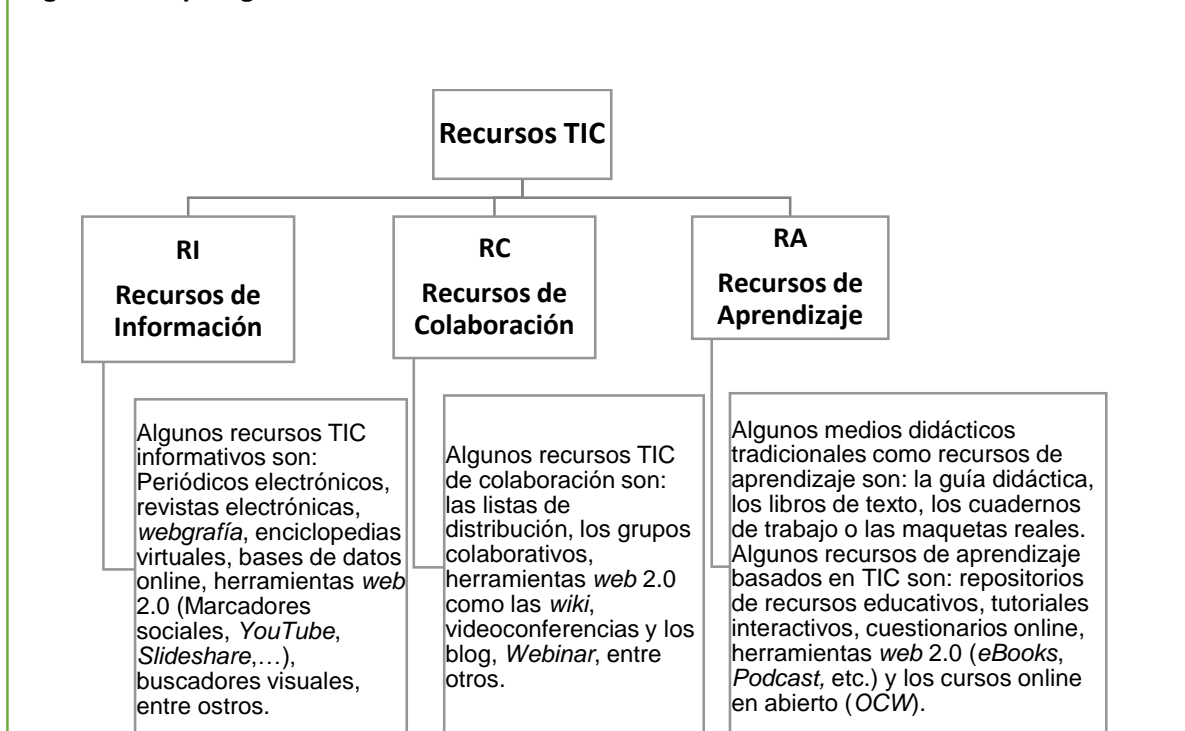 Recursos TIC
RI
Recursos de
Información
RC
Recursos de
Colaboración
RA
Recursos de
Aprendizaje
Algunos recursos TIC
informativos son:
Periódicos electrónicos,
revistas electrónicas,
webgrafía, enciclopedias
virtuales, bases de datos
online, herramientas web
2.0 (Marcadores
sociales, YouTube,
Slideshare,…),
buscadores visuales,
entre ostros.
Algunos recursos TIC
de colaboración son:
las listas de
distribución, los grupos
colaborativos,
herramientas web 2.0
como las wiki,
videoconferencias y los
blog, Webinar, entre
otros.
Algunos medios didácticos
tradicionales como recursos de
aprendizaje son: la guía didáctica,
los libros de texto, los cuadernos
de trabajo o las maquetas reales.
Algunos recursos de aprendizaje
basados en TIC son: repositorios
de recursos educativos, tutoriales
interactivos, cuestionarios online,
herramientas web 2.0 (eBooks,
Podcast, etc.) y los cursos online
en abierto (OCW).